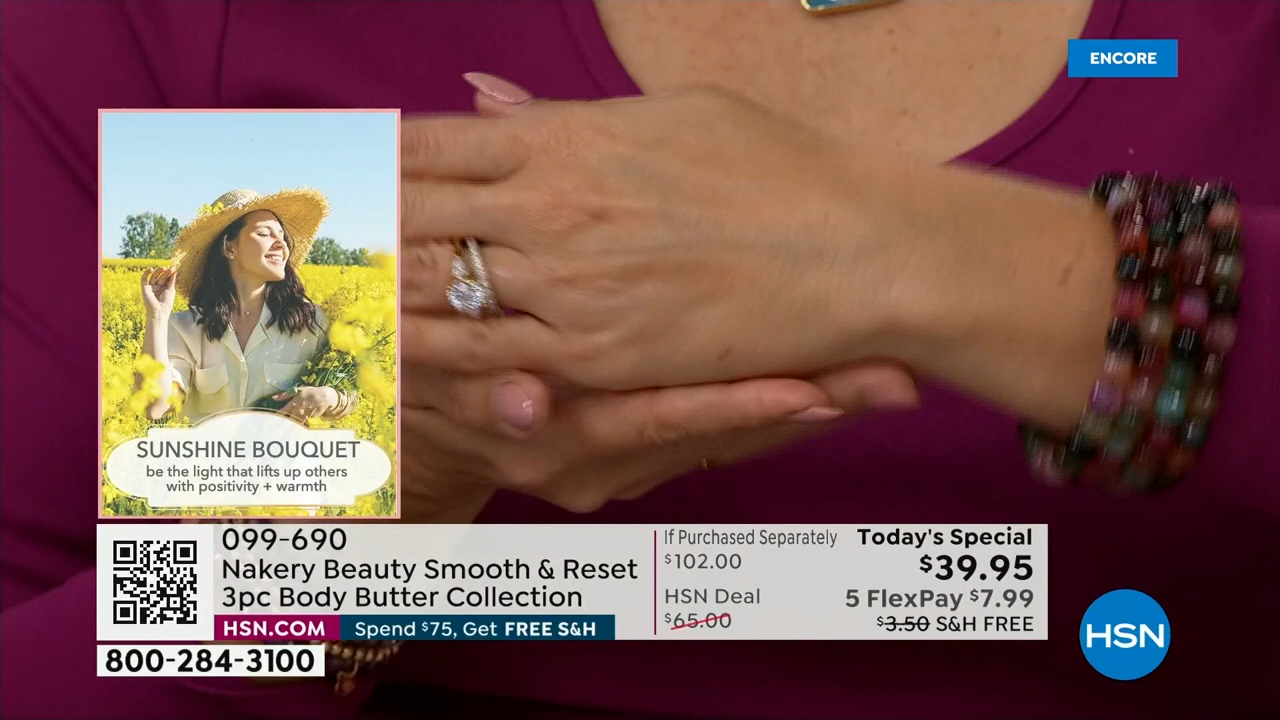 ENCORE
SUNSHINE BOUQUET
be the light that lifts up others
with positivity + warmth
099-690
Nakery Beauty Smooth & Reset
3pc Body Butter Collection
HSN.COM Spend $75, Get FREE S&H
800-284-3100
If Purchased Separately
$102.00
HSN Deal
$65.00
Today's Special
$39.95
5 FlexPay $7.99
$3.50 S&H FREE
HSN